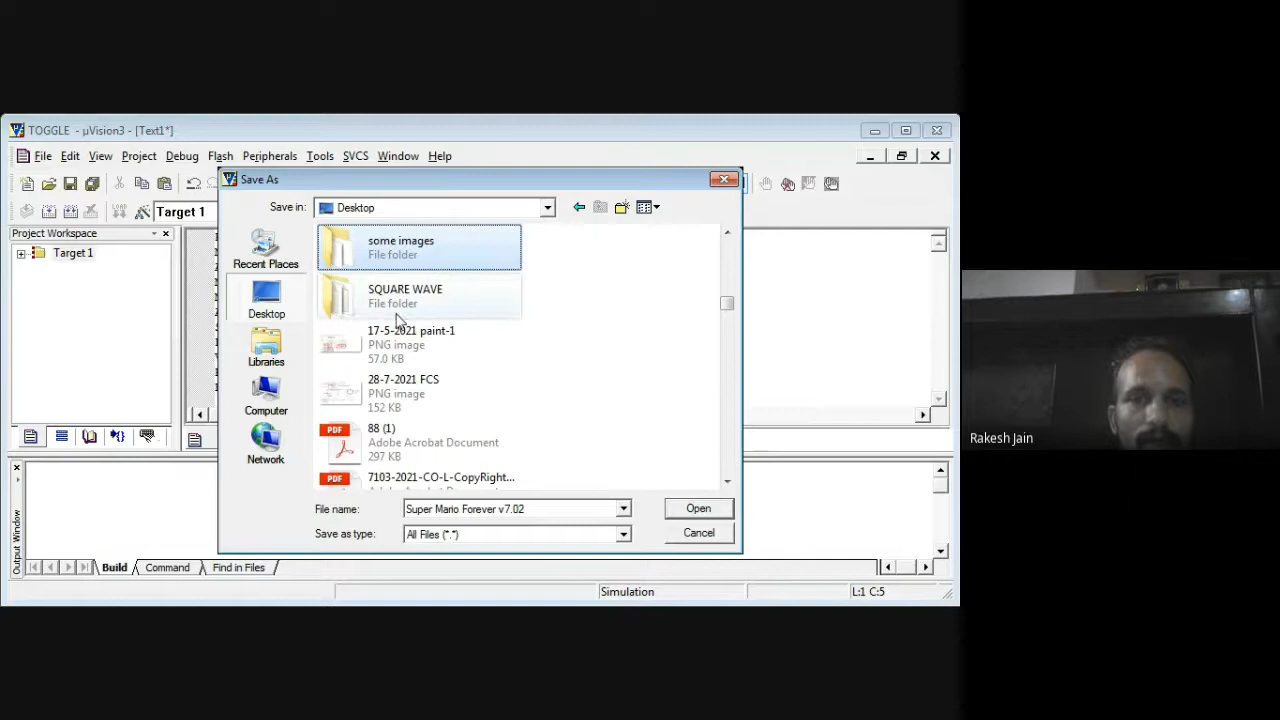 TOGGLE - µVision3 - [Text1*]
File Edit View Project Debug Flash Peripherals Tools SVCS Window Help
Save As
Save in: Desktop
Target 1
Project Workspace
Target 1
Recent Places
Desktop
Libraries
Computer
Network
some images
File folder
SQUARE WAVE
File folder
17-5-2021 paint-1
PNG image
57.0 KB
28-7-2021 FCS
PNG image
152 KB
PDF
88 (1)
Adobe Acrobat Document
297 KB
PDF
7103-2021-CO-L-CopyRight...
File name: Super Mario Forever v7.02
Open
Save as type: All Files (*.*)
Cancel
Output Window
Build Command Find in Files
Simulation
L:1 C:5
Rakesh Jain